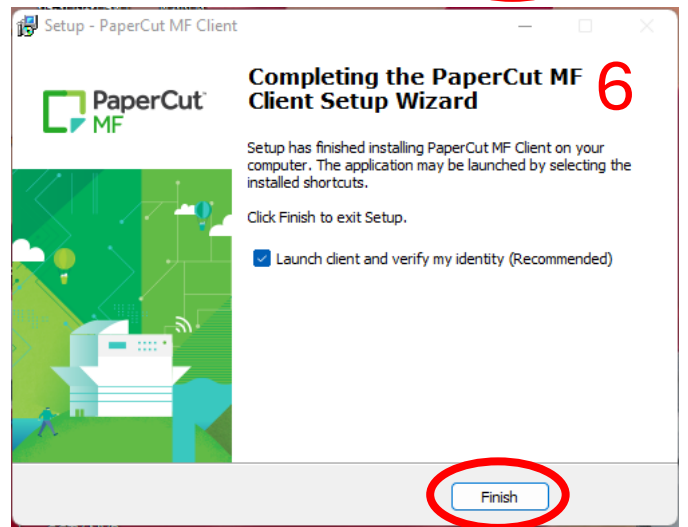 Setup - PaperCut MF Client
PaperCut™
MF
Completing the PaperCut MF
Client Setup Wizard
6
Setup has finished installing PaperCut MF Client on your
computer. The application may be launched by selecting the
installed shortcuts.
Click Finish to exit Setup.
Launch client and verify my identity (Recommended)
Finish